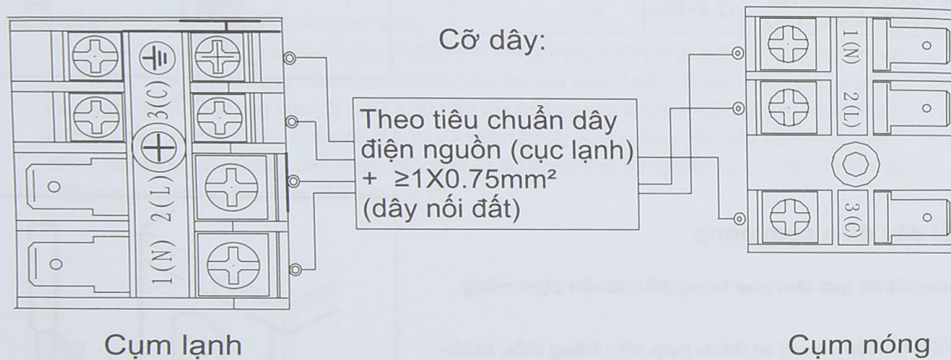 Cỡ dây:
Theo tiêu chuẩn dây
điện nguồn (cục lạnh)
+ ≥1X0.75mm²
(dây nối đất)
1(N) 2(L) 3(C)
1(N)
2(L)
3(C)
Cụm lạnh
Cụm nóng